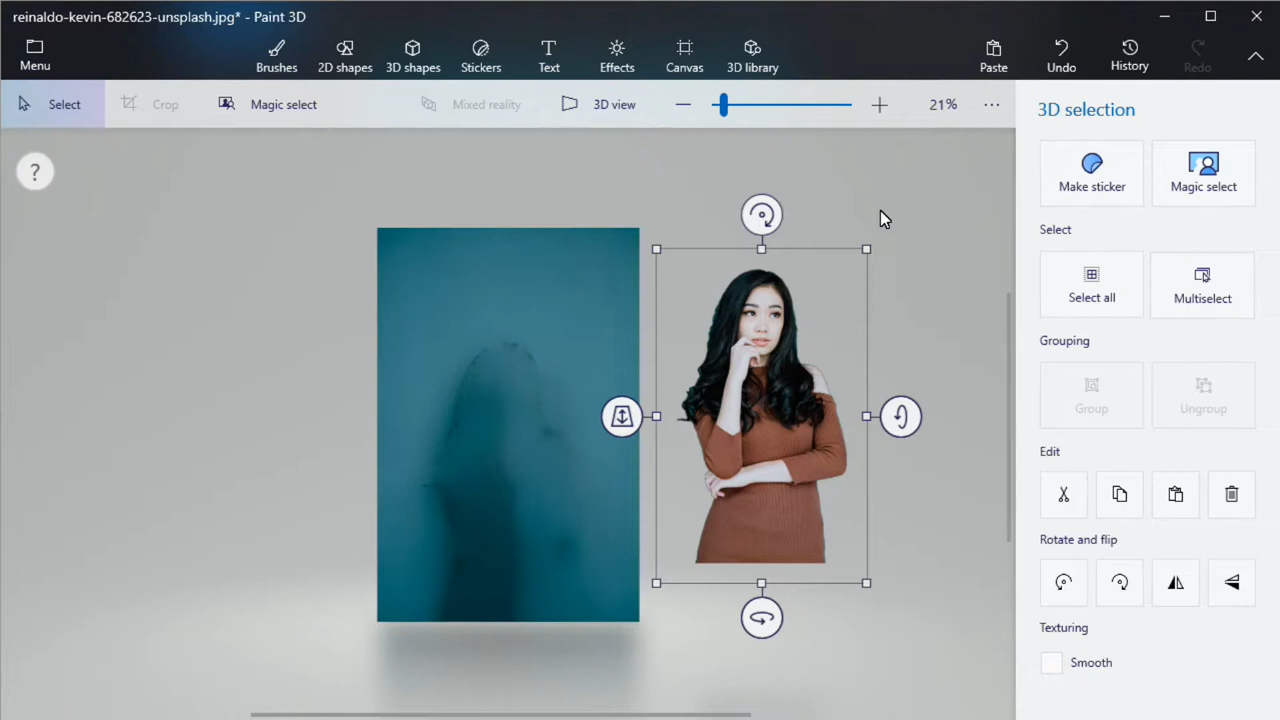 reinaldo-kevin-682623-unsplash.jpg* - Paint 3D
Menu
Brushes
2D shapes
3D shapes
Stickers
Text
Effects
Canvas
3D library
Paste
Undo
History
Redo
Select
Crop
Magic select
Mixed reality
3D view
21%
?
3D selection
Make sticker
Magic select
Select
Select all
Multiselect
Grouping
Group
Ungroup
Edit
Rotate and flip
Texturing
Smooth